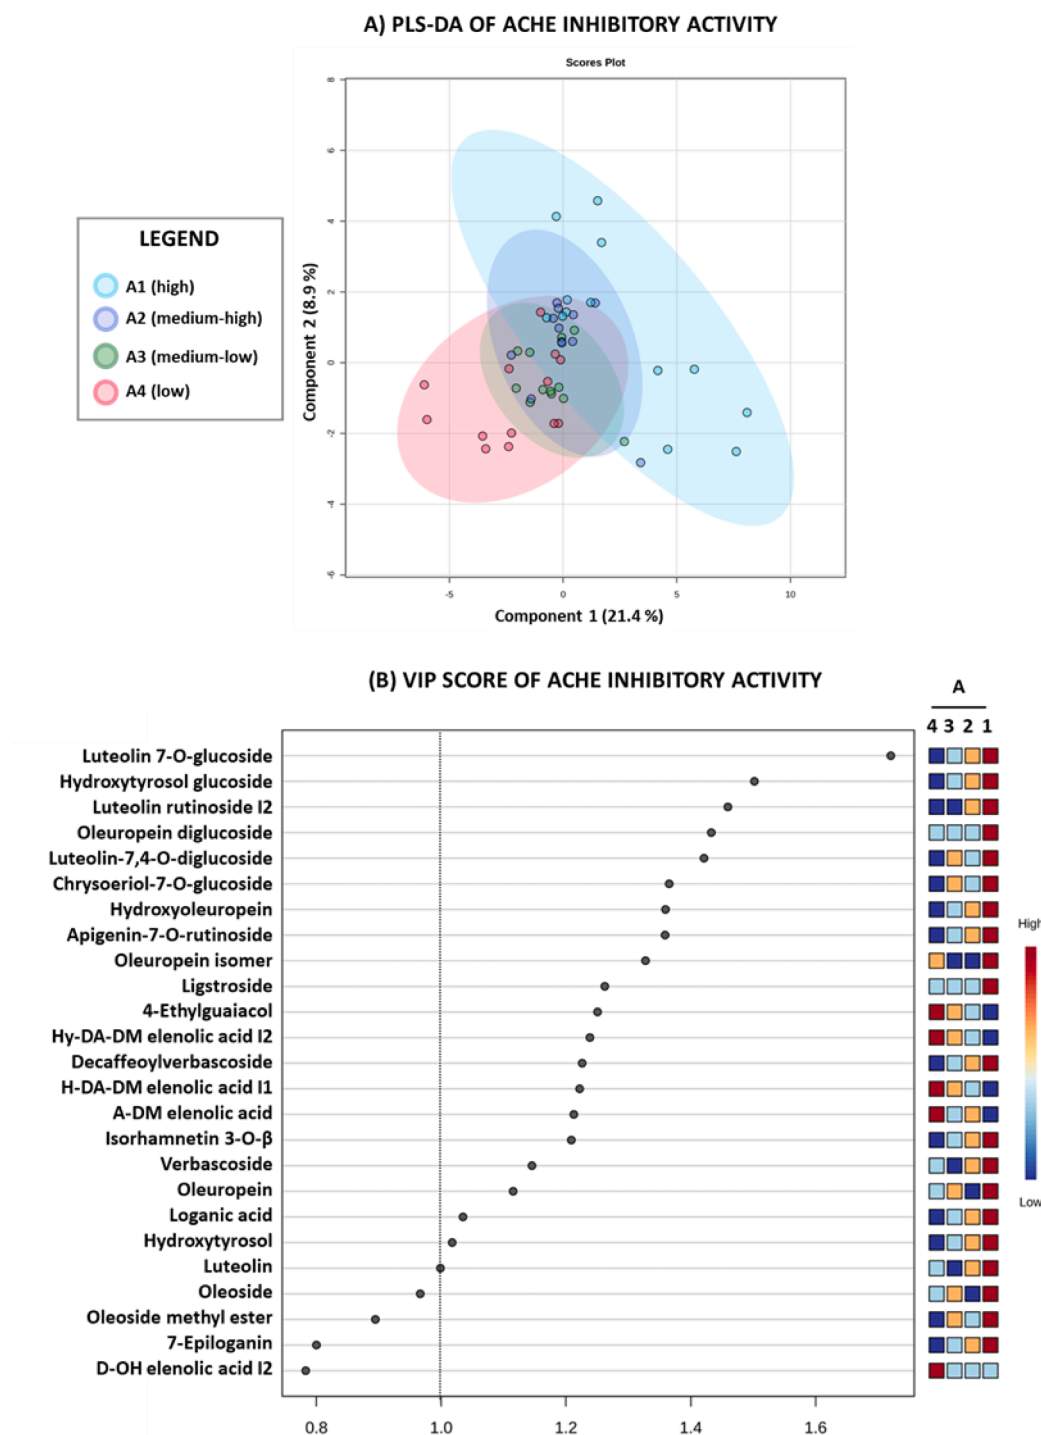 A) PLS-DA OF ACHE INHIBITORY ACTIVITY
Scores Plot
8
6
4
2
0
-2
-4
-6
Component 2 (8.9 %)
-5
0
5
10
Component 1 (21.4 %)
LEGEND
A1 (high)
A2 (medium-high)
A3 (medium-low)
A4 (low)
(B) VIP SCORE OF ACHE INHIBITORY ACTIVITY
A
4 3 2 1
Luteolin 7-O-glucoside
Hydroxytyrosol glucoside
Luteolin rutinoside I2
Oleuropein diglucoside
Luteolin-7,4-O-diglucoside
Chrysoeriol-7-O-glucoside
Hydroxyoleuropein
Apigenin-7-O-rutinoside
Oleuropein isomer
Ligstroside
4-Ethylguaiacol
Hy-DA-DM elenolic acid I2
Decaffeoylverbascoside
H-DA-DM elenolic acid I1
A-DM elenolic acid
Isorhamnetin 3-O-β
Verbascoside
Oleuropein
Loganic acid
Hydroxytyrosol
Luteolin
Oleoside
Oleoside methyl ester
7-Epiloganin
D-OH elenolic acid I2
0.8
1.0
1.2
1.4
1.6
High
Low